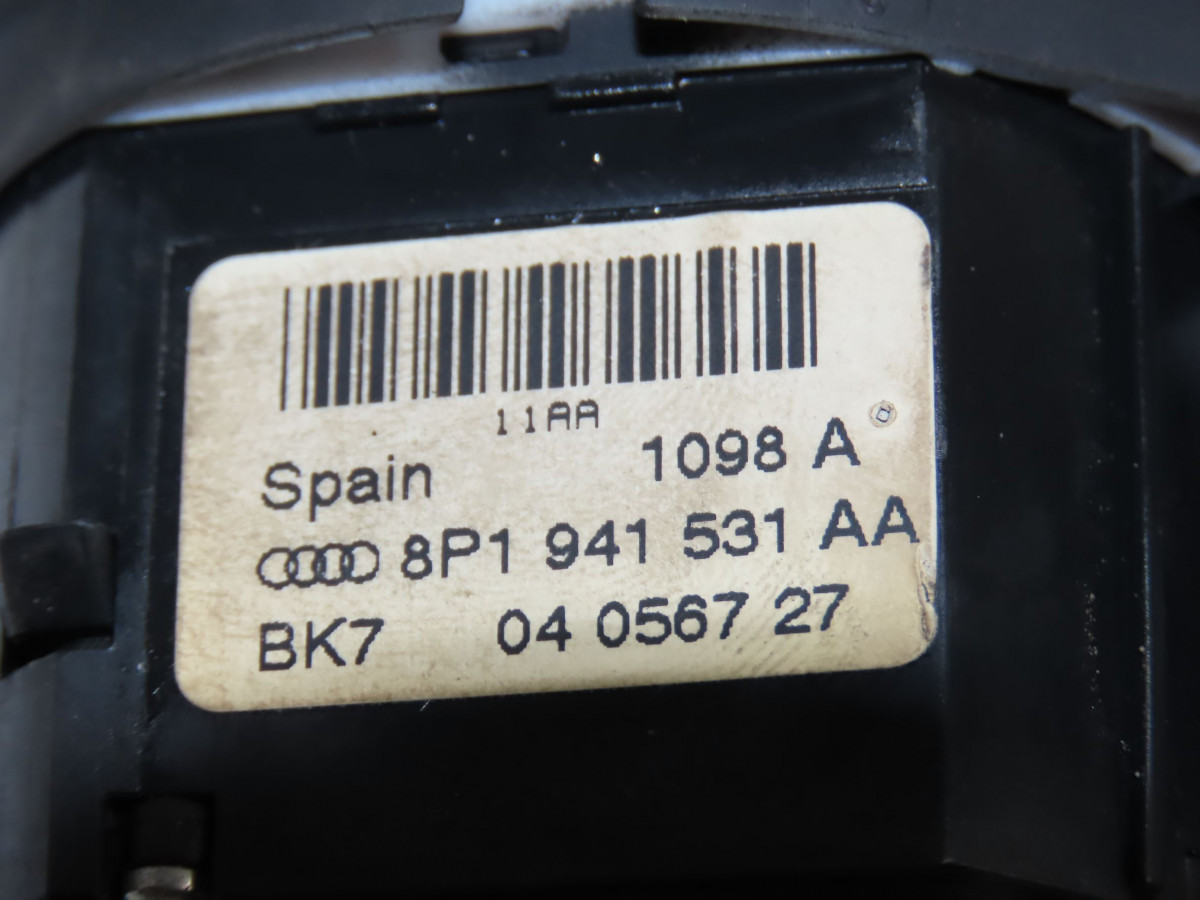 11AA
Spain 1098 A
8P1 941 531 AA
BK7 04 0567 27